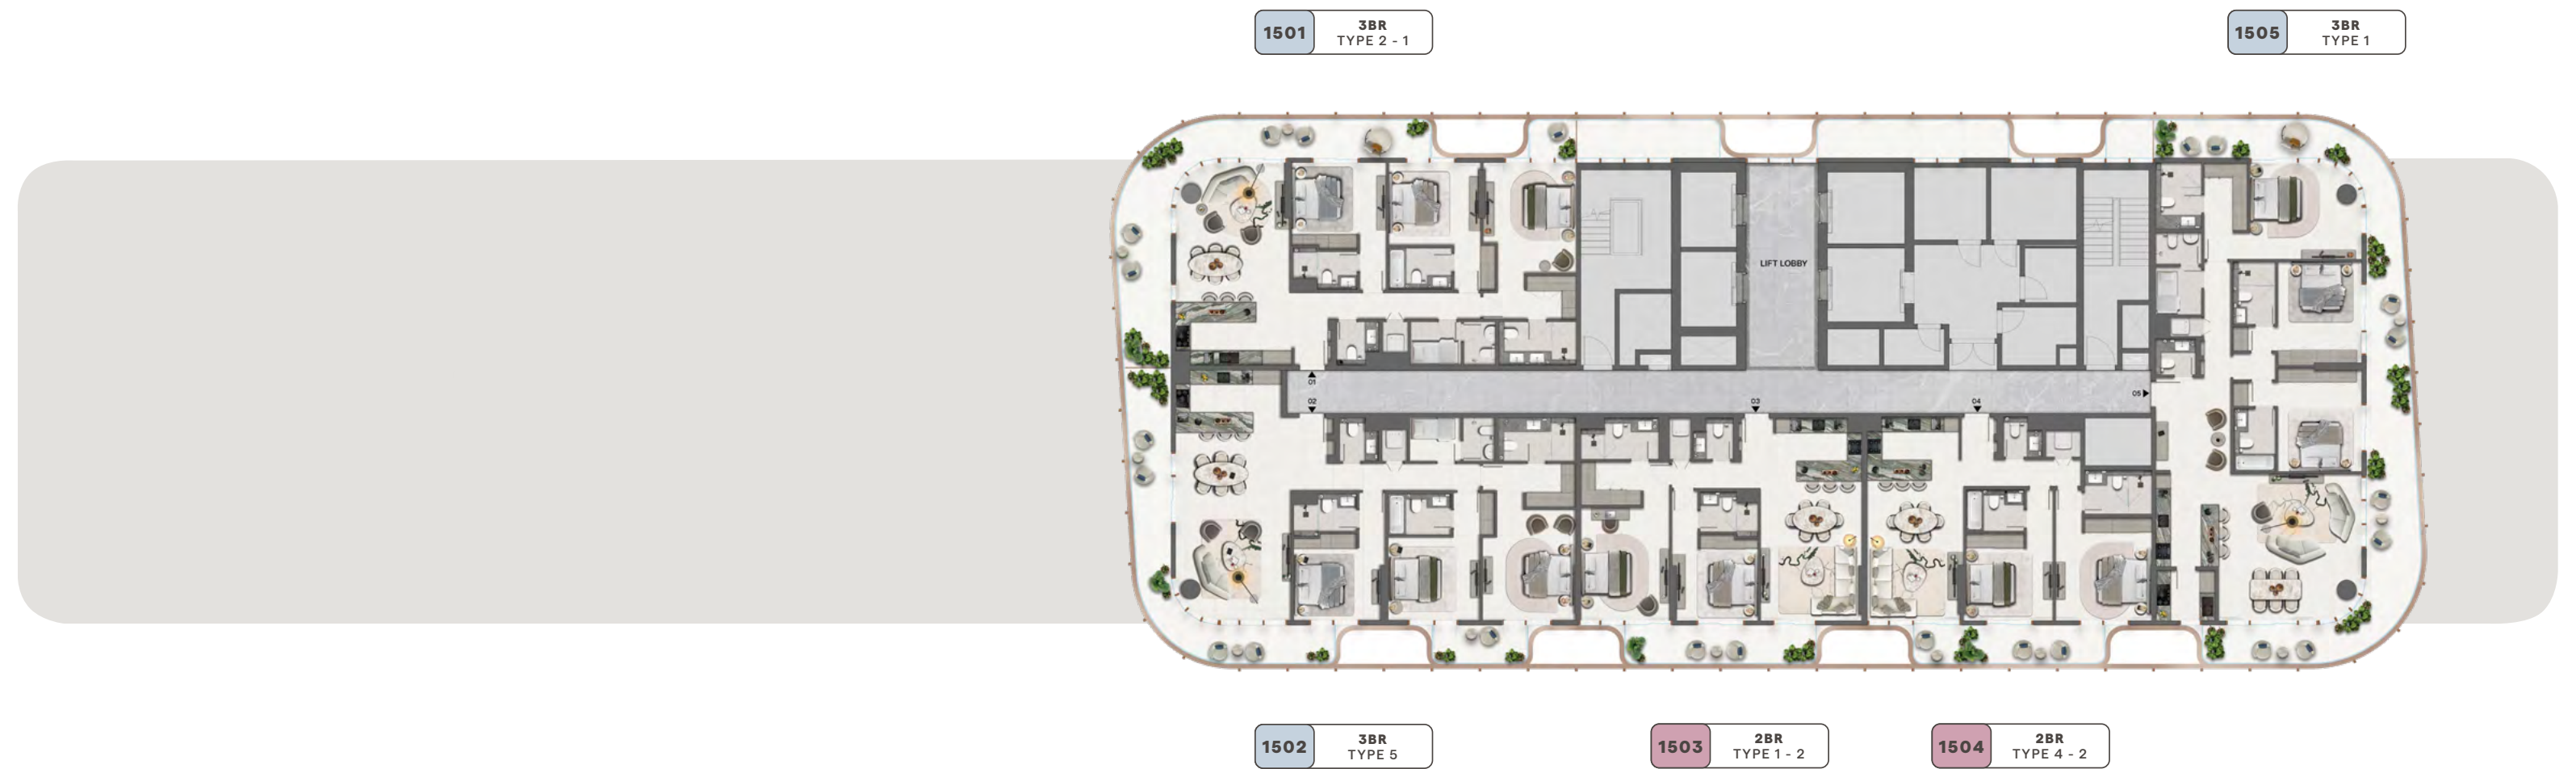 1501
3BR
TYPE 2 - 1
1505
3BR
TYPE 1
LIFT LOBBY
01
02
03
04
05
1502
3BR
TYPE 5
1503
2BR
TYPE 1 - 2
1504
2BR
TYPE 4 - 2